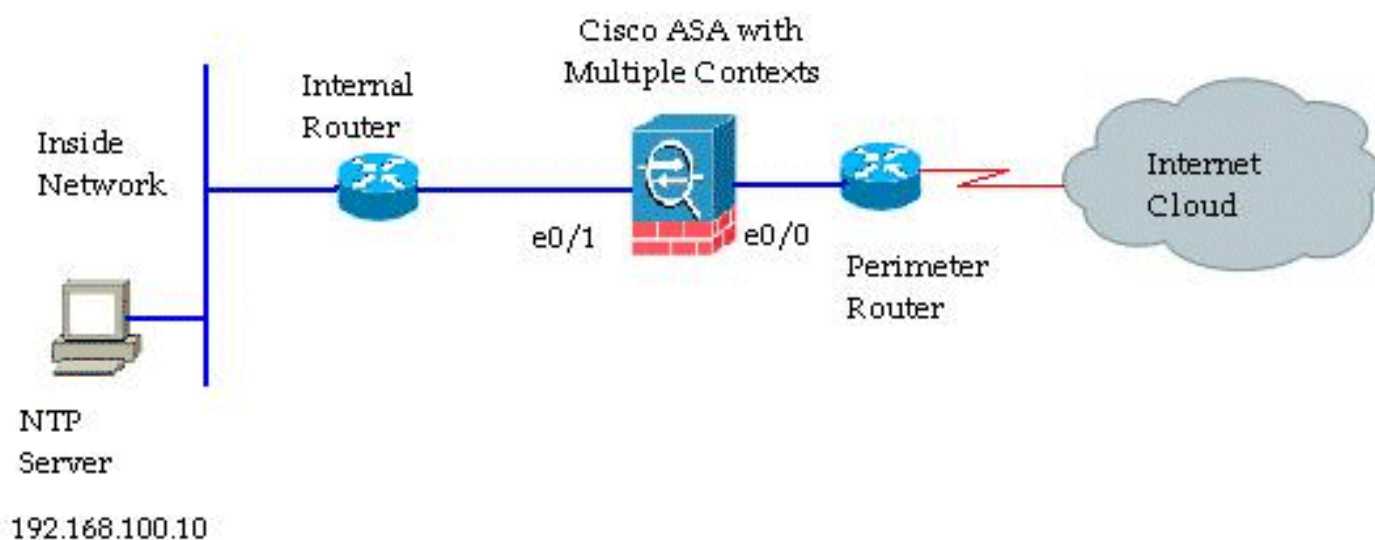 Cisco ASA with
Multiple Contexts
Internal
Router
Inside
Network
Internet
Cloud
e0/1
e0/0
Perimeter
Router
NTP
Server
192.168.100.10